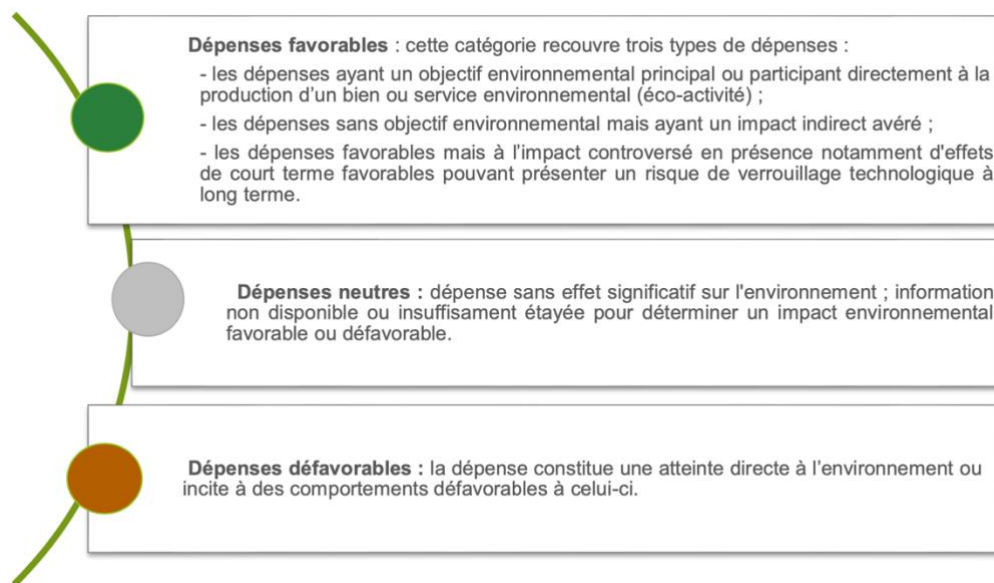 Dépenses favorables : cette catégorie recouvre trois types de dépenses :
- les dépenses ayant un objectif environnemental principal ou participant directement à la
production d'un bien ou service environnemental (éco-activité) ;
- les dépenses sans objectif environnemental mais ayant un impact indirect avéré ;
- les dépenses favorables mais à l'impact controversé en présence notamment d'effets
de court terme favorables pouvant présenter un risque de verrouillage technologique à
long terme.
Dépenses neutres : dépense sans effet significatif sur l'environnement ; information
non disponible ou insuffisament étayée pour déterminer un impact environnemental
favorable ou défavorable.
Dépenses défavorables : la dépense constitue une atteinte directe à l'environnement ou
incite à des comportements défavorables à celui-ci.